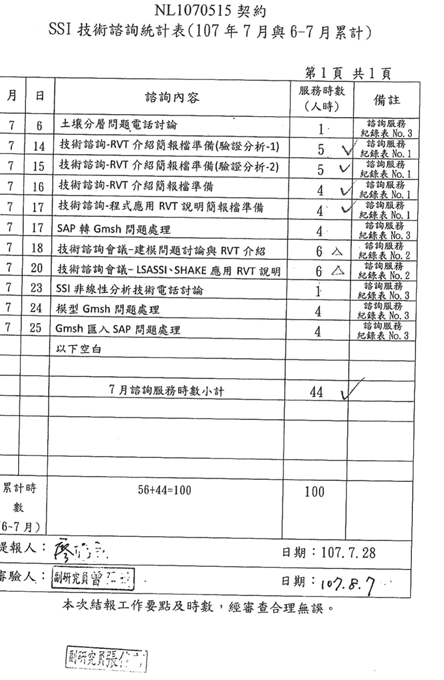 NL1070515 契約
SSI 技術諮詢統計表(107 年 7 月與 6-7 月累計)
第 1 頁 共 1 頁
月 日 諮詢內容 服務時數(人時) 備註
7 6 土壤分層問題電話討論 1 諮詢服務紀錄表 No.3
7 14 技術諮詢-RVT 介紹簡報檔準備(驗證分析-1) 5 ✓ 諮詢服務紀錄表 No.1
7 15 技術諮詢-RVT 介紹簡報檔準備(驗證分析-2) 5 ✓ 諮詢服務紀錄表 No.1
7 16 技術諮詢-RVT 介紹簡報檔準備 4 ✓ 諮詢服務紀錄表 No.1
7 17 技術諮詢-程式應用 RVT 說明簡報檔準備 4 ✓ 諮詢服務紀錄表 No.1
7 17 SAP 轉 Gmsh 問題處理 4 諮詢服務紀錄表 No.3
7 18 技術諮詢會議-建模問題討論與 RVT 介紹 6 △ 諮詢服務紀錄表 No.2
7 20 技術諮詢會議- LSASSI、SHAKE 應用 RVT 說明 6 △ 諮詢服務紀錄表 No.2
7 23 SSI 非線性分析技術電話討論 1 諮詢服務紀錄表 No.3
7 24 模型 Gmsh 問題處理 4 諮詢服務紀錄表 No.3
7 25 Gmsh 匯入 SAP 問題處理 4 諮詢服務紀錄表 No.3
以下空白
7 月諮詢服務時數小計 44 ✓
累計時數(6~7 月) 56+44=100 100
提報人： 廖 日期：107.7.28
審驗人： 副研究員曾 日期：107.8.7
本次結報工作要點及時數，經審查合理無誤。
副研究員張